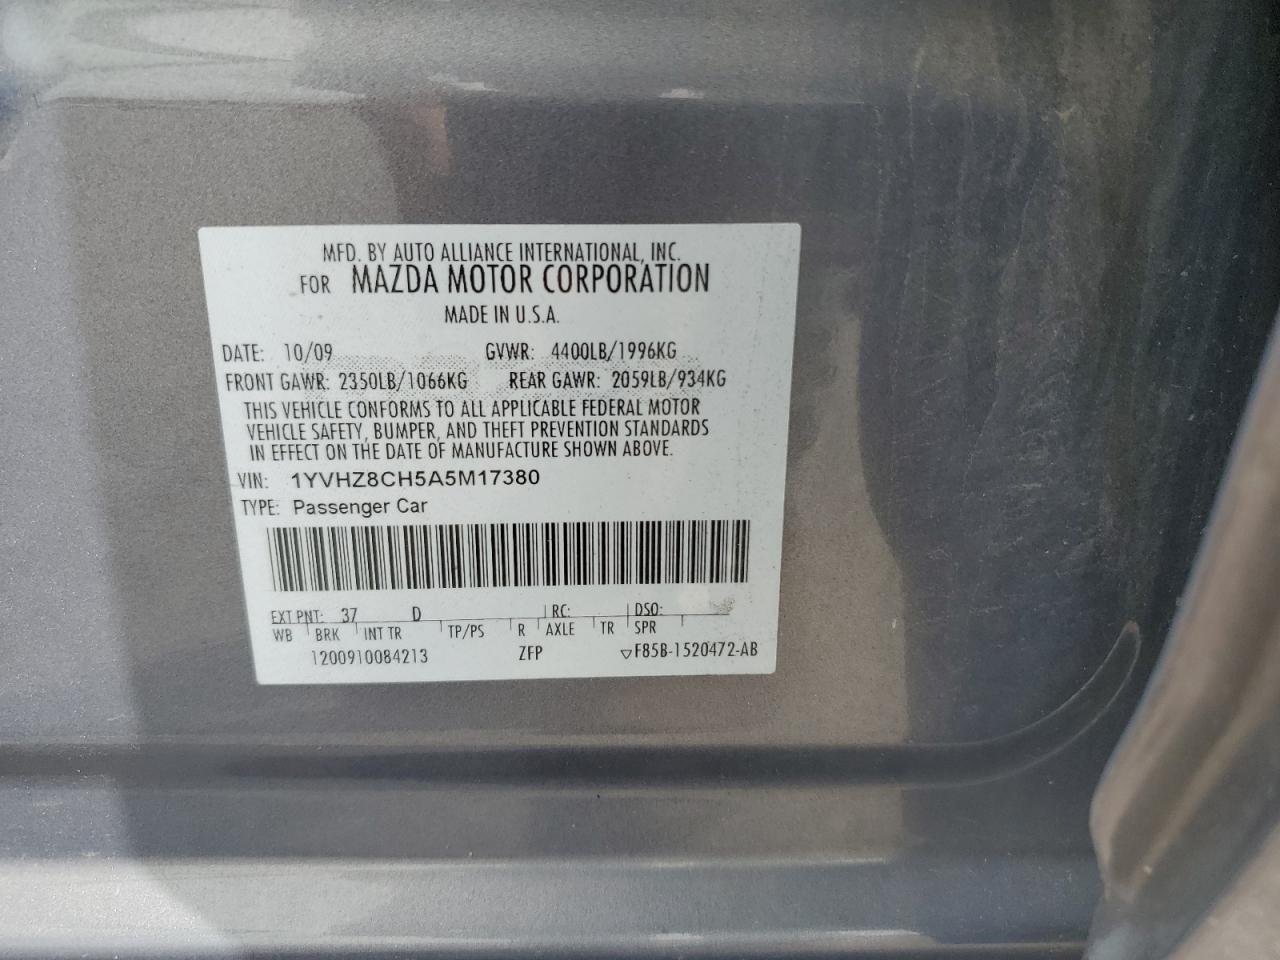 MFD. BY AUTO ALLIANCE INTERNATIONAL, INC.
FOR MAZDA MOTOR CORPORATION
MADE IN U.S.A.
DATE: 10/09 GVWR: 4400LB/1996KG
FRONT GAWR: 2350LB/1066KG REAR GAWR: 2059LB/934KG
THIS VEHICLE CONFORMS TO ALL APPLICABLE FEDERAL MOTOR
VEHICLE SAFETY, BUMPER, AND THEFT PREVENTION STANDARDS
IN EFFECT ON THE DATE OF MANUFACTURE SHOWN ABOVE.
VIN: 1YVHZ8CH5A5M17380
TYPE: Passenger Car
EXT PNT: 37 D RC: DSO:
WB BRK INT TR TP/PS R AXLE TR SPR
1200910084213 ZFP ▽F85B-1520472-AB